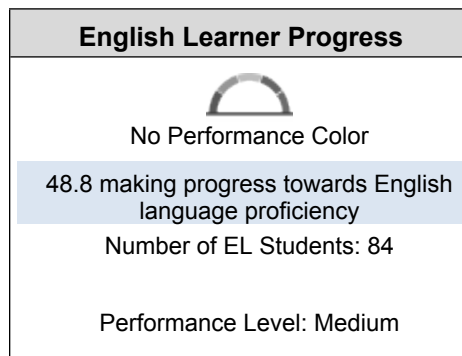 English Learner Progress
No Performance Color
48.8 making progress towards English
language proficiency
Number of EL Students: 84
Performance Level: Medium